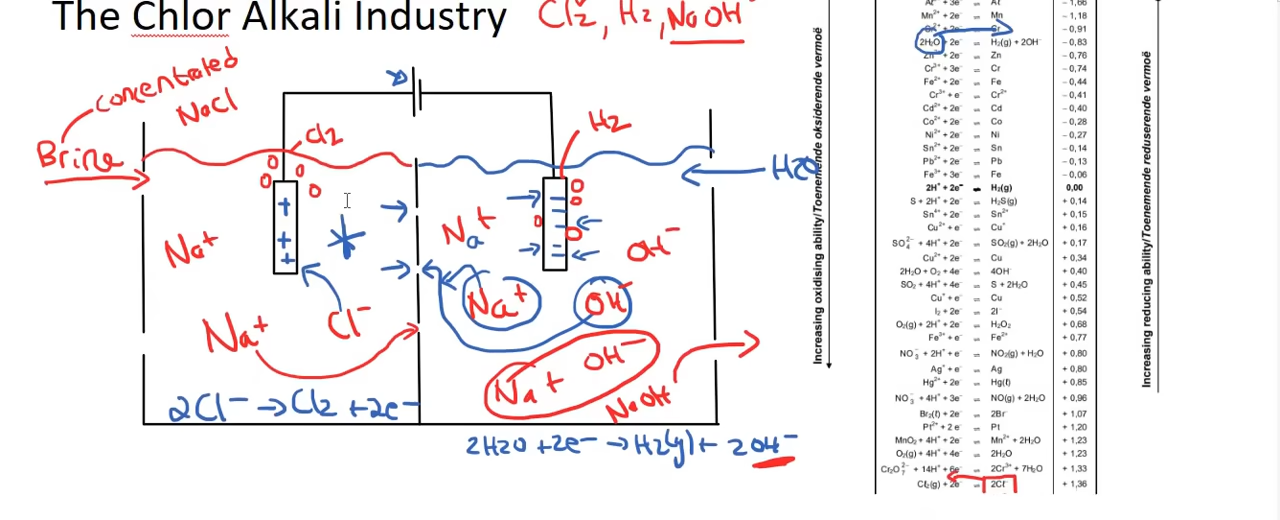 The Chlor Alkali Industry
Cl2, H2, NaOH
concentrated
NaCl
Brine
Cl2
H2
H2O
Na+
+
+
+
Na+
OH-
Na+
Cl-
Na+
OH-
Na+ OH-
NaOH
2Cl- → Cl2 + 2e-
2H2O + 2e- → H2(g) + 2OH-
Increasing oxidising ability/Toenemende oksiderende vermoë
Increasing reducing ability/Toenemende reduserende vermoë
Mn²⁺ + 2e⁻ ⇌ Mn − 1,18
− 0,91
2H₂O + 2e⁻ ⇌ H₂(g) + 2OH⁻ − 0,83
Zn²⁺ + 2e⁻ ⇌ Zn − 0,76
Cr³⁺ + 3e⁻ ⇌ Cr − 0,74
Fe²⁺ + 2e⁻ ⇌ Fe − 0,44
Cr³⁺ + e⁻ ⇌ Cr²⁺ − 0,41
Cd²⁺ + 2e⁻ ⇌ Cd − 0,40
Co²⁺ + 2e⁻ ⇌ Co − 0,28
Ni²⁺ + 2e⁻ ⇌ Ni − 0,27
Sn²⁺ + 2e⁻ ⇌ Sn − 0,14
Pb²⁺ + 2e⁻ ⇌ Pb − 0,13
Fe³⁺ + 3e⁻ ⇌ Fe − 0,06
2H⁺ + 2e⁻ ⇌ H₂(g) 0,00
S + 2H⁺ + 2e⁻ ⇌ H₂S(g) + 0,14
Sn⁴⁺ + 2e⁻ ⇌ Sn²⁺ + 0,15
Cu²⁺ + e⁻ ⇌ Cu⁺ + 0,16
SO₄²⁻ + 4H⁺ + 2e⁻ ⇌ SO₂(g) + 2H₂O + 0,17
Cu²⁺ + 2e⁻ ⇌ Cu + 0,34
2H₂O + O₂ + 4e⁻ ⇌ 4OH⁻ + 0,40
SO₂ + 4H⁺ + 4e⁻ ⇌ S + 2H₂O + 0,45
Cu⁺ + e⁻ ⇌ Cu + 0,52
I₂ + 2e⁻ ⇌ 2I⁻ + 0,54
O₂(g) + 2H⁺ + 2e⁻ ⇌ H₂O₂ + 0,68
Fe³⁺ + e⁻ ⇌ Fe²⁺ + 0,77
NO₃⁻ + 2H⁺ + e⁻ ⇌ NO₂(g) + H₂O + 0,80
Ag⁺ + e⁻ ⇌ Ag + 0,80
Hg²⁺ + 2e⁻ ⇌ Hg(ℓ) + 0,85
NO₃⁻ + 4H⁺ + 3e⁻ ⇌ NO(g) + 2H₂O + 0,96
Br₂(ℓ) + 2e⁻ ⇌ 2Br⁻ + 1,07
Pt²⁺ + 2 e⁻ ⇌ Pt + 1,20
MnO₂ + 4H⁺ + 2e⁻ ⇌ Mn²⁺ + 2H₂O + 1,23
O₂(g) + 4H⁺ + 4e⁻ ⇌ 2H₂O + 1,23
Cr₂O₇²⁻ + 14H⁺ + 6e⁻ ⇌ 2Cr³⁺ + 7H₂O + 1,33
Cl₂(g) + 2e⁻ ⇌ 2Cl⁻ + 1,36